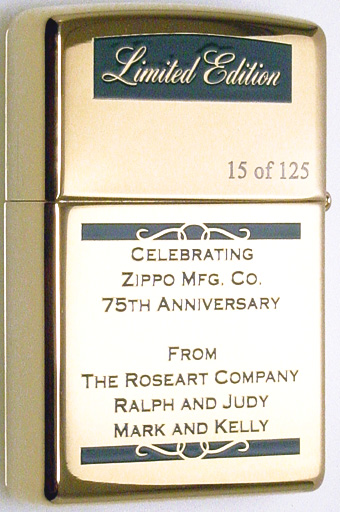 Limited Edition
15 of 125
CELEBRATING
ZIPPO MFG. CO.
75TH ANNIVERSARY
FROM
THE ROSEART COMPANY
RALPH AND JUDY
MARK AND KELLY